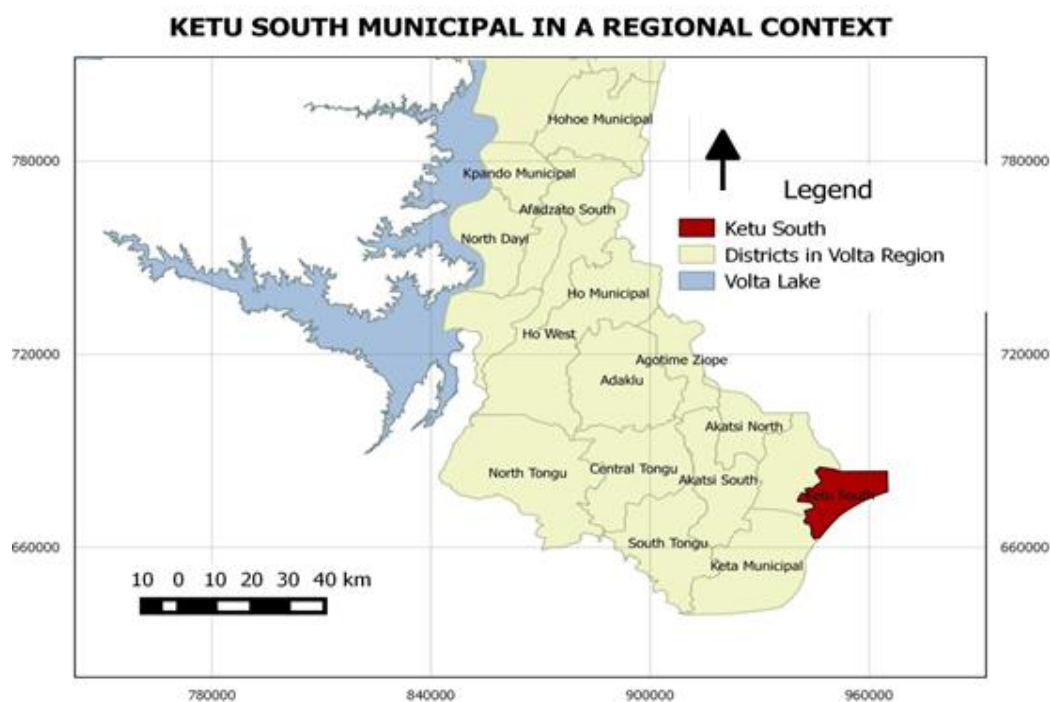 KETU SOUTH MUNICIPAL IN A REGIONAL CONTEXT
Hohoe Municipal
780000
780000
Kpando Municipal
Legend
Afadzato South
Ketu South
North Dayi
Districts in Volta Region
Volta Lake
Ho Municipal
Ho West
720000
Agotime Ziope
720000
Adaklu
Akatsi North
North Tongu
Central Tongu
Akatsi South
Ketu South
South Tongu
660000
660000
Keta Municipal
10 0 10 20 30 40 km
780000 840000 900000 960000